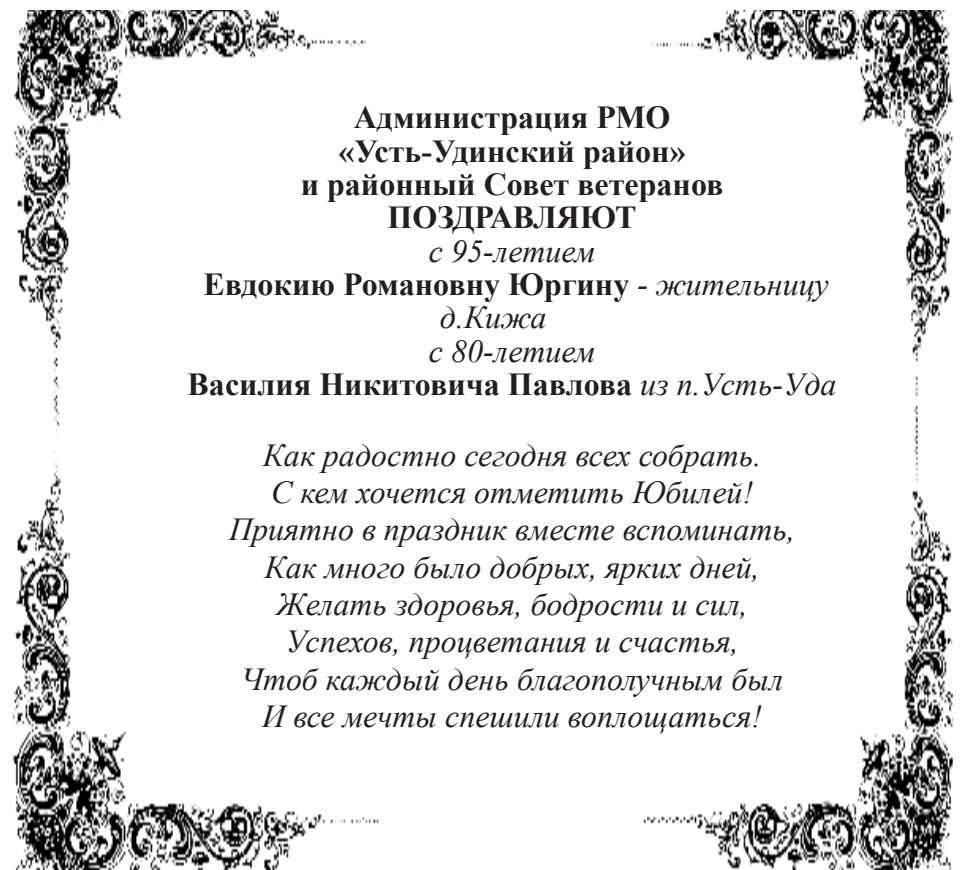 Администрация РМО
«Усть-Удинский район»
и районный Совет ветеранов
ПОЗДРАВЛЯЮТ
с 95-летием
Евдокию Романовну Юргину - жительницу
д.Кижа
с 80-летием
Василия Никитовича Павлова из п.Усть-Уда
Как радостно сегодня всех собрать.
С кем хочется отметить Юбилей!
Приятно в праздник вместе вспоминать,
Как много было добрых, ярких дней,
Желать здоровья, бодрости и сил,
Успехов, процветания и счастья,
Чтоб каждый день благополучным был
И все мечты спешили воплощаться!